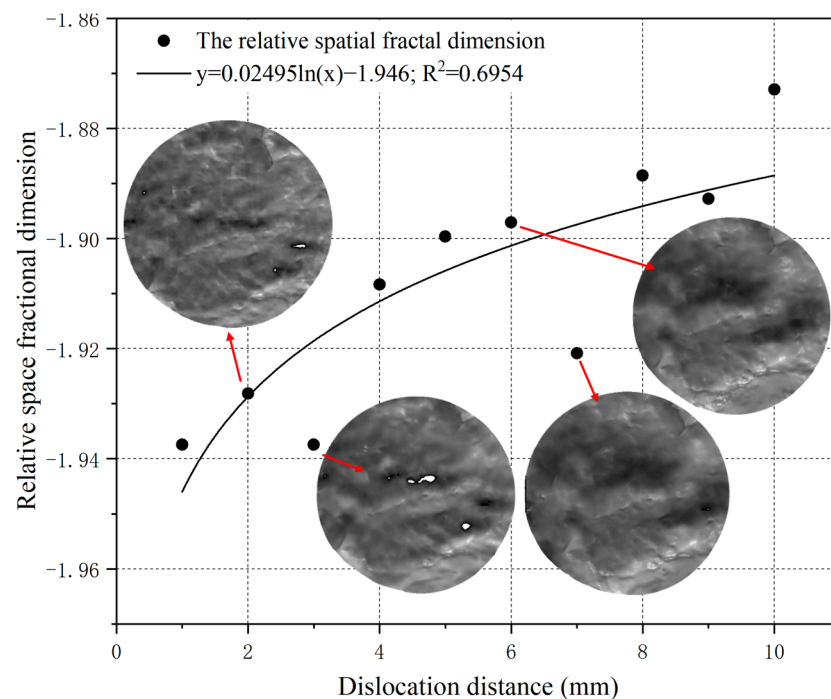 The relative spatial fractal dimension
y=0.02495ln(x)−1.946; R²=0.6954
Relative space fractional dimension
-1.86
-1.88
-1.90
-1.92
-1.94
-1.96
0 2 4 6 8 10
Dislocation distance (mm)